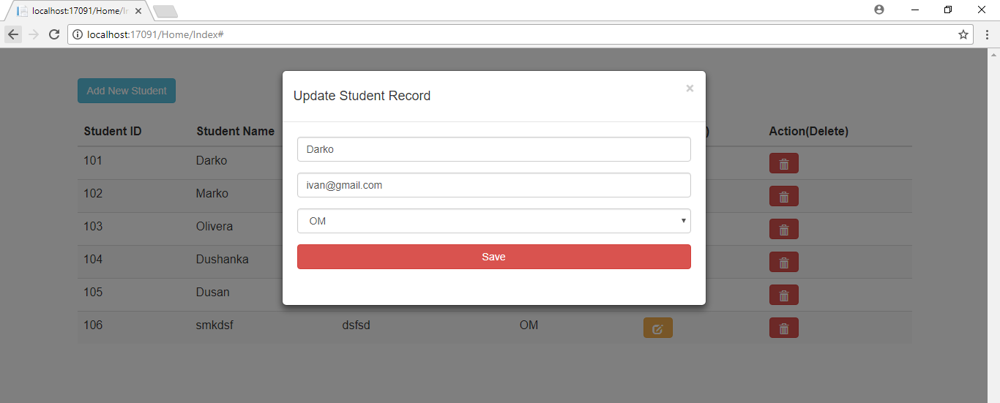 localhost:17091/Home/In
localhost:17091/Home/Index#
Add New Student
Update Student Record
×
Student ID Student Name ) Action(Delete)
Darko
101 Darko
ivan@gmail.com
102 Marko
OM
103 Olivera
Save
104 Dushanka
105 Dusan
106 smkdsf dsfsd OM